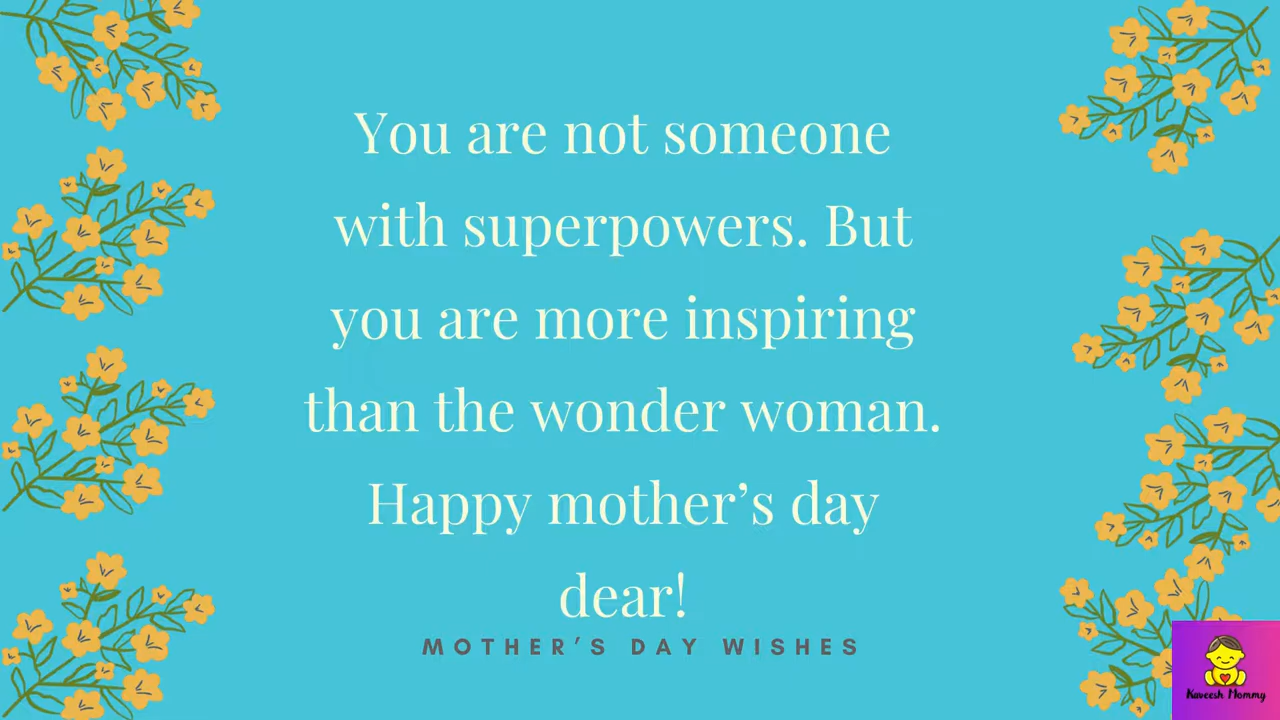 You are not someone
with superpowers. But
you are more inspiring
than the wonder woman.
Happy mother’s day
dear!
MOTHER’S DAY WISHES
Kaveesh Mommy